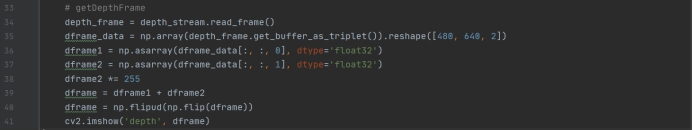 33 # getDepthFrame
34 depth_frame = depth_stream.read_frame()
35 dframe_data = np.array(depth_frame.get_buffer_as_triplet()).reshape([480, 640, 2])
36 dframe1 = np.asarray(dframe_data[:, :, 0], dtype='float32')
37 dframe2 = np.asarray(dframe_data[:, :, 1], dtype='float32')
38 dframe2 *= 255
39 dframe = dframe1 + dframe2
40 dframe = np.flipud(np.flip(dframe))
41 cv2.imshow('depth', dframe)